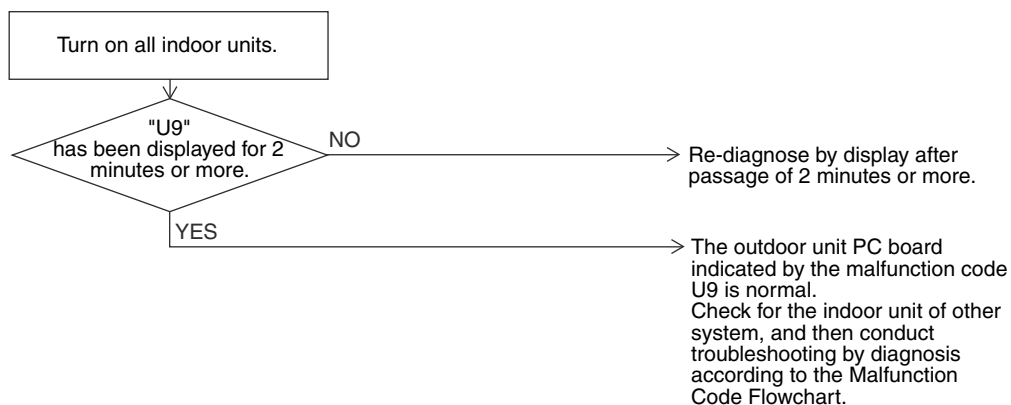 Turn on all indoor units.
"U9"
has been displayed for 2
minutes or more.
NO
Re-diagnose by display after
passage of 2 minutes or more.
YES
The outdoor unit PC board
indicated by the malfunction code
U9 is normal.
Check for the indoor unit of other
system, and then conduct
troubleshooting by diagnosis
according to the Malfunction
Code Flowchart.